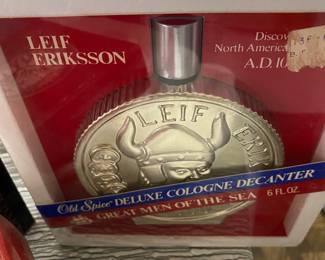 LEIF
ERIKSSON
Discov
North America
A.D. 10
LEIF ERIK
Old Spice DELUXE COLOGNE DECANTER
GREAT MEN OF THE SEA
6 FL. OZ.